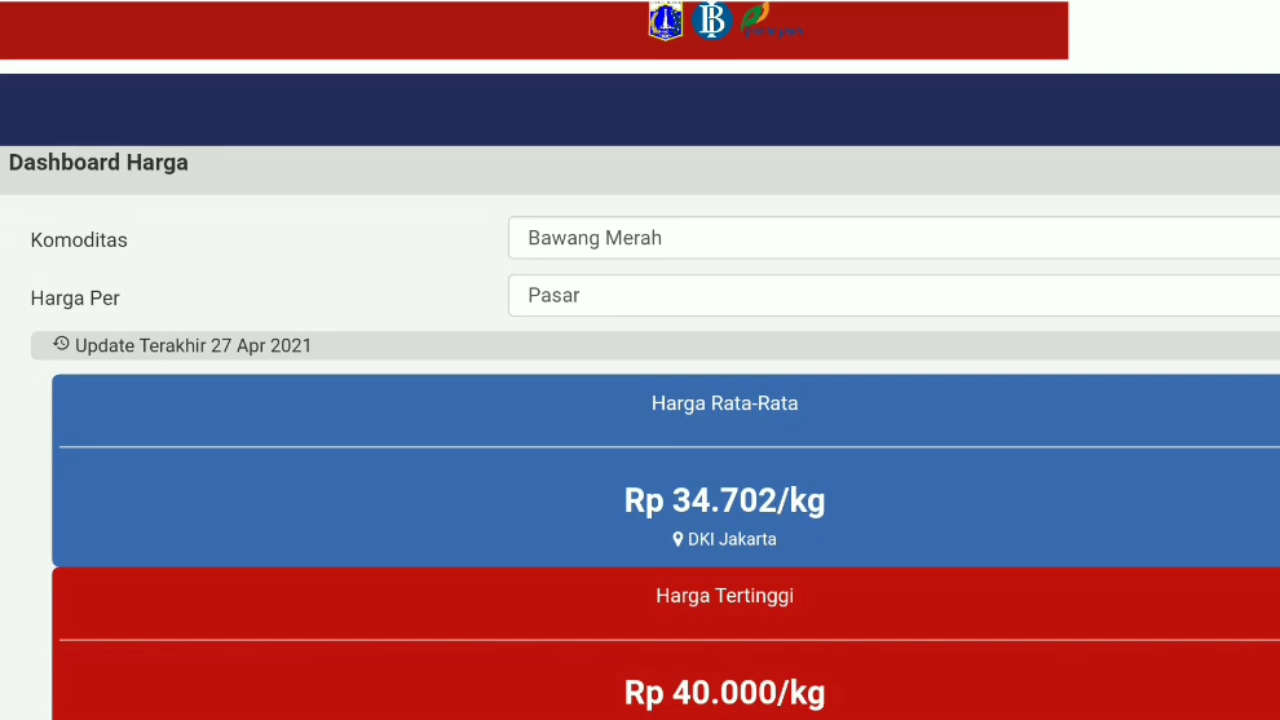 Dashboard Harga
Komoditas
Bawang Merah
Harga Per
Pasar
Update Terakhir 27 Apr 2021
Harga Rata-Rata
Rp 34.702/kg
DKI Jakarta
Harga Tertinggi
Rp 40.000/kg